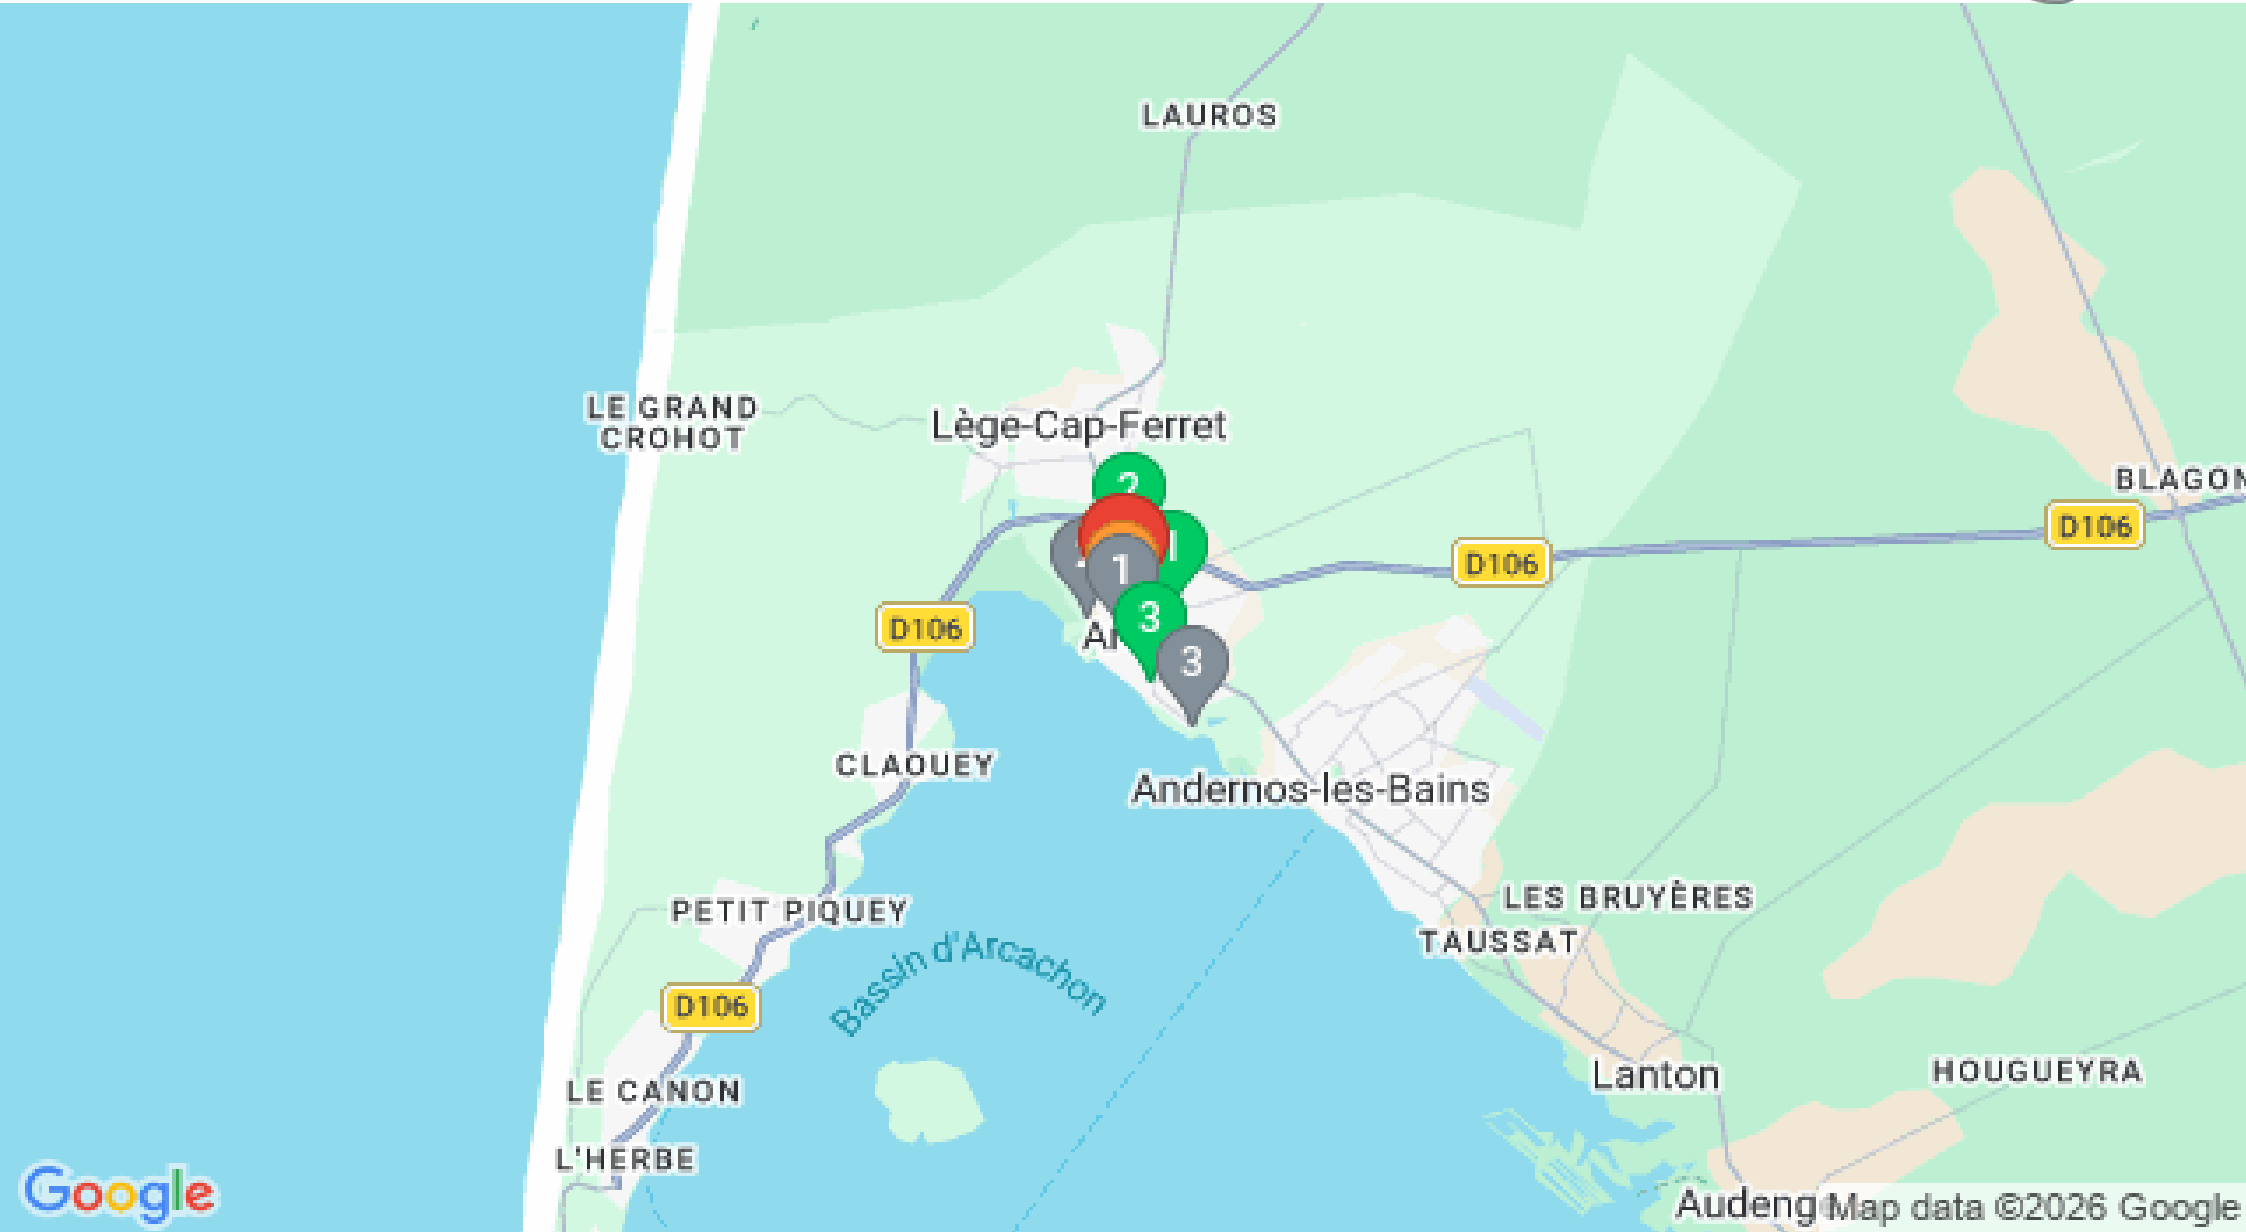 LAUROS
LE GRAND
CROHOT
Lège-Cap-Ferret
BLAGON
2
D106
1
1
D106
3
D106
3
CLAOUEY
Andernos-les-Bains
PETIT PIQUEY
LES BRUYÈRES
TAUSSAT
Bassin d'Arcachon
D106
LE CANON
Lanton
HOUGUEYRA
L'HERBE
Google
Audeng
Map data ©2026 Google